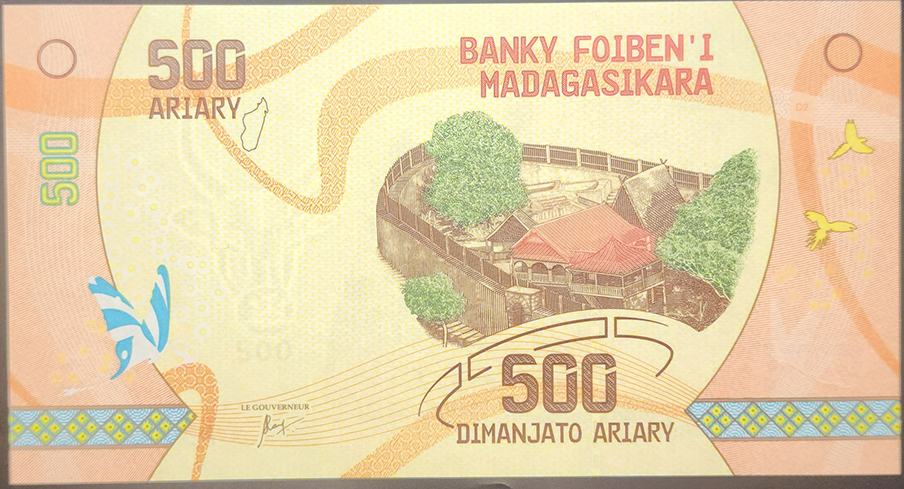 500
ARIARY
BANKY FOIBEN'I
MADAGASIKARA
500
LE GOUVERNEUR
500
DIMANJATO ARIARY